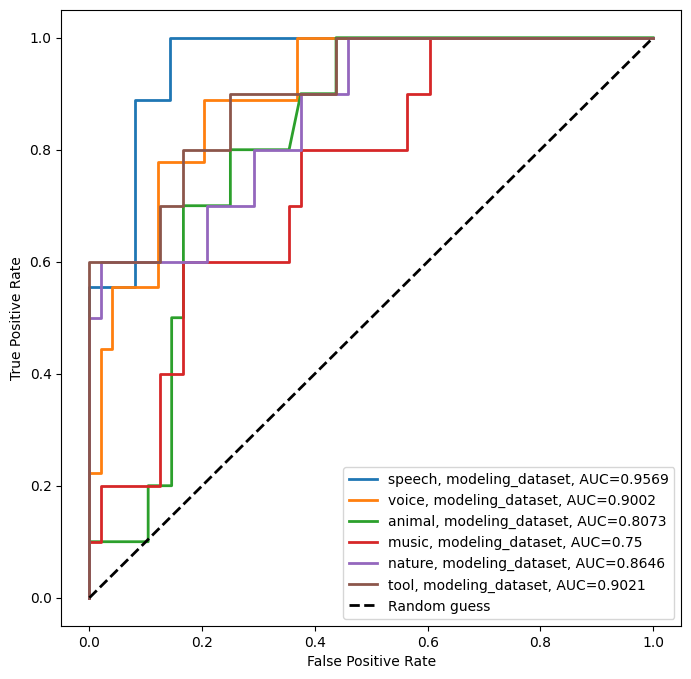 1.0
0.8
0.6
0.4
0.2
0.0
True Positive Rate
speech, modeling_dataset, AUC=0.9569
voice, modeling_dataset, AUC=0.9002
animal, modeling_dataset, AUC=0.8073
music, modeling_dataset, AUC=0.75
nature, modeling_dataset, AUC=0.8646
tool, modeling_dataset, AUC=0.9021
Random guess
0.0 0.2 0.4 0.6 0.8 1.0
False Positive Rate